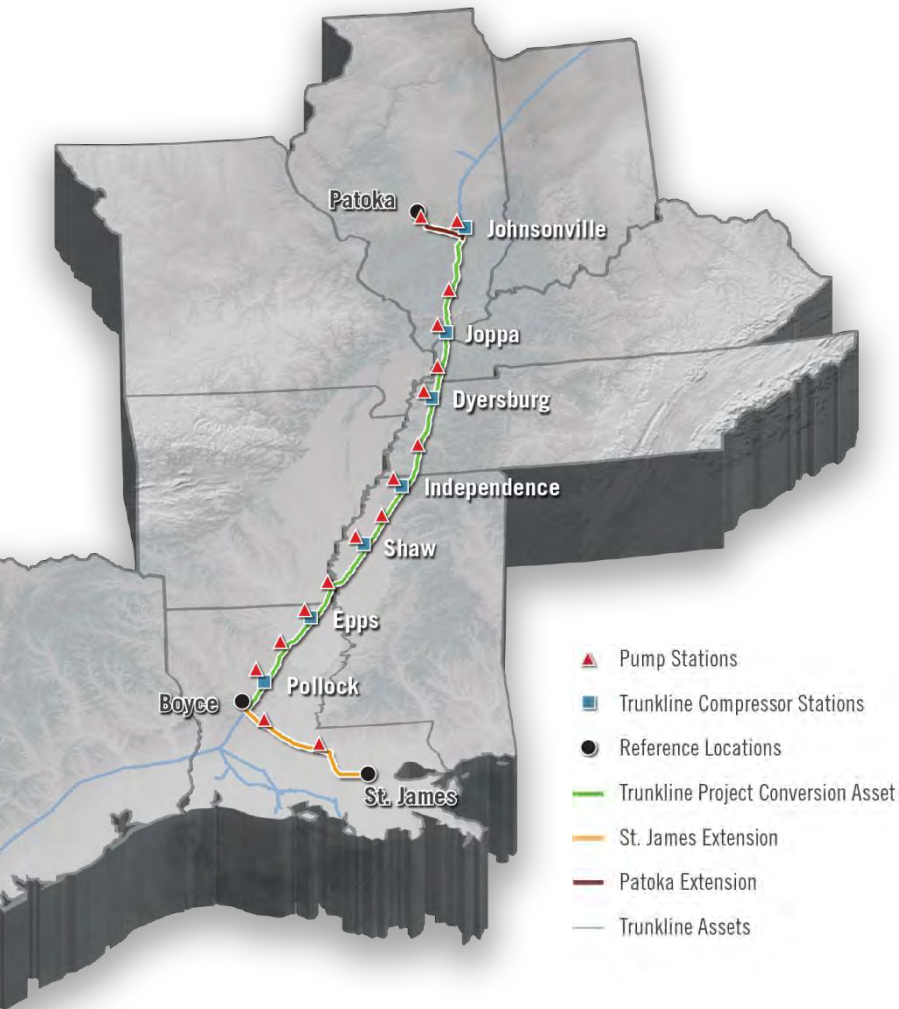 Patoka
Johnsonville
Joppa
Dyersburg
Independence
Shaw
Epps
Pollock
Boyce
St. James
Pump Stations
Trunkline Compressor Stations
Reference Locations
Trunkline Project Conversion Asset
St. James Extension
Patoka Extension
Trunkline Assets